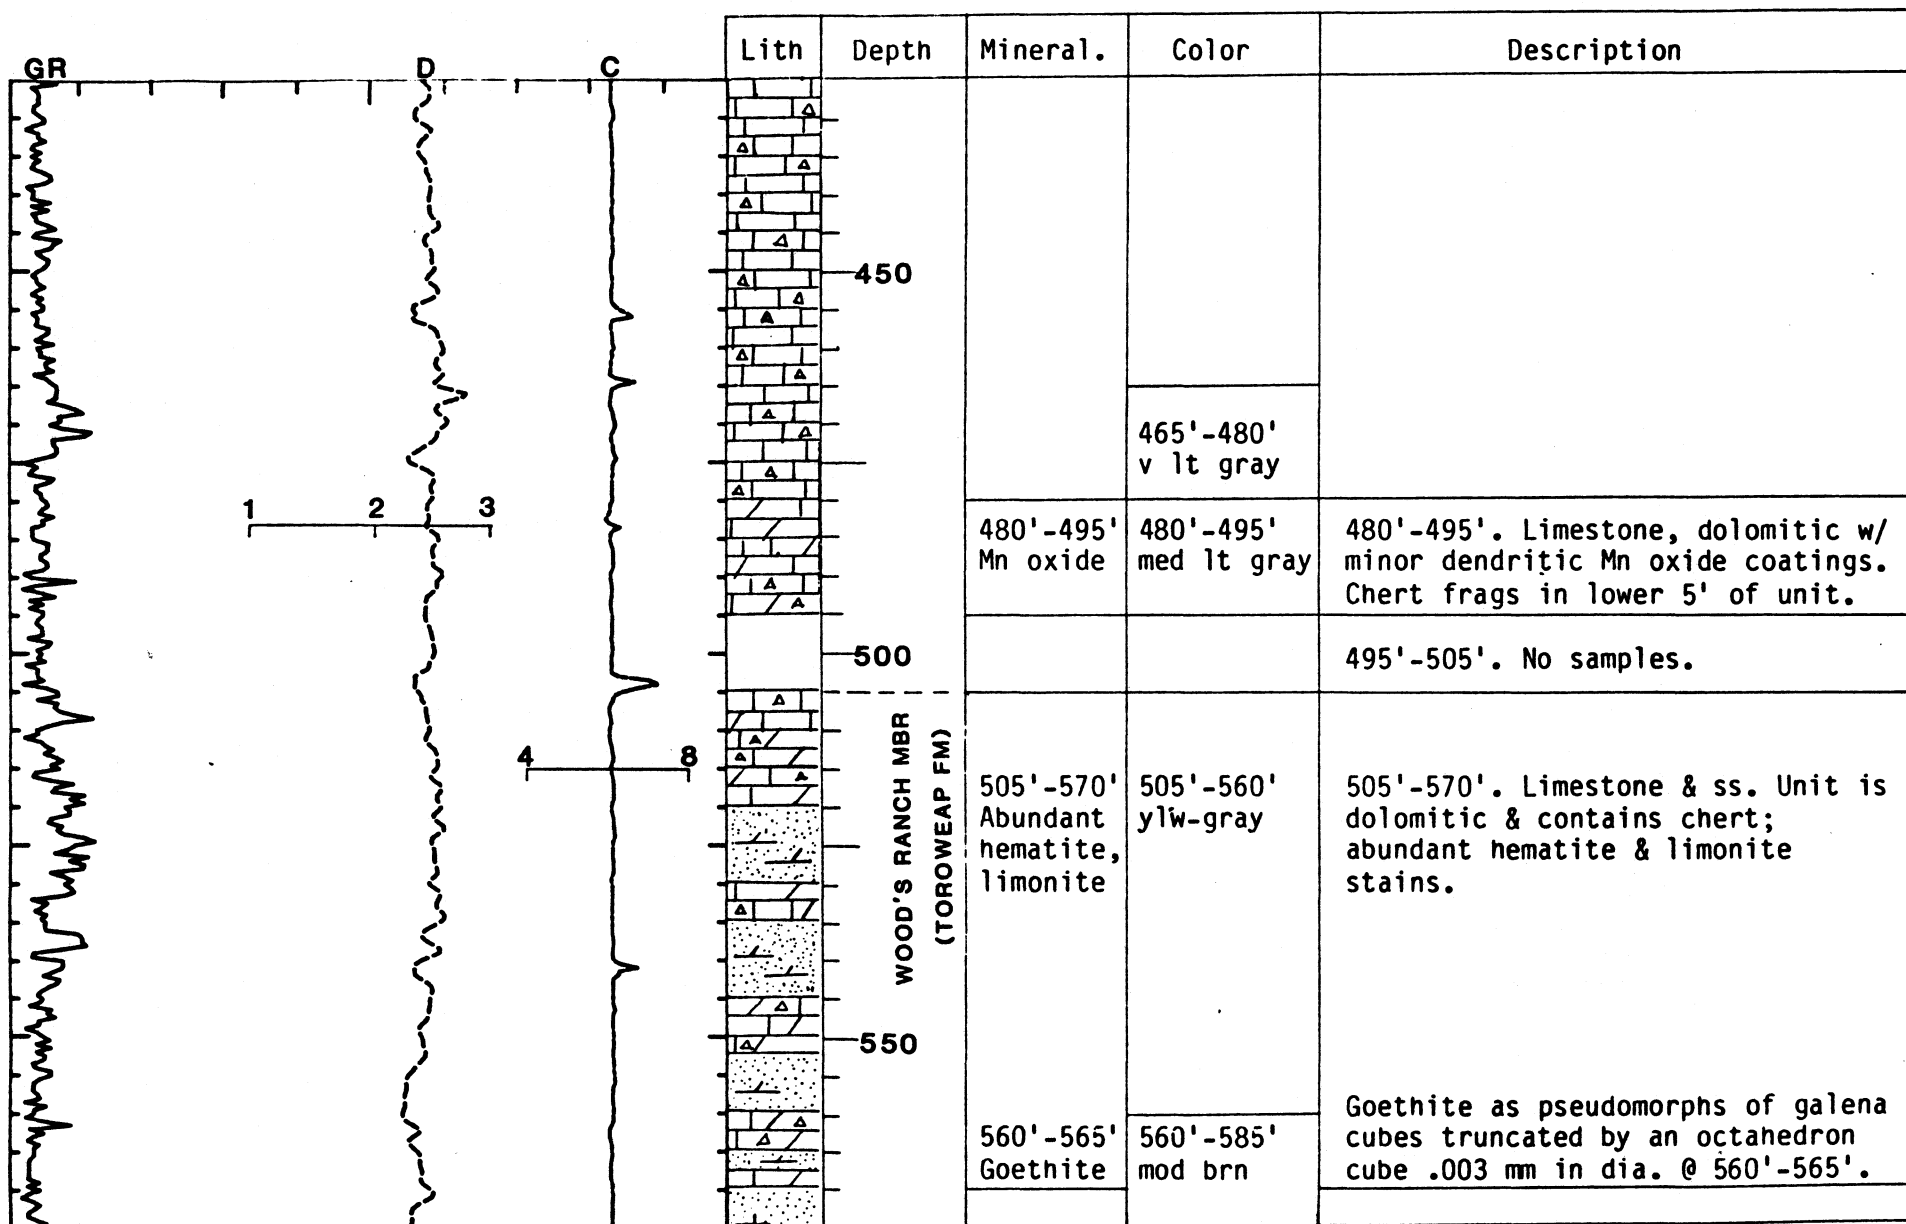 GR D C Lith Depth Mineral. Color Description
450
465'-480'
v lt gray
1 2 3
480'-495'
Mn oxide
480'-495'
med lt gray
480'-495'. Limestone, dolomitic w/
minor dendritic Mn oxide coatings.
Chert frags in lower 5' of unit.
500
495'-505'. No samples.
WOOD'S RANCH MBR
(TOROWEAP FM)
4 8
505'-570'
Abundant
hematite,
limonite
505'-560'
ylw-gray
505'-570'. Limestone & ss. Unit is
dolomitic & contains chert;
abundant hematite & limonite
stains.
550
560'-565'
Goethite
560'-585'
mod brn
Goethite as pseudomorphs of galena
cubes truncated by an octahedron
cube .003 mm in dia. @ 560'-565'.